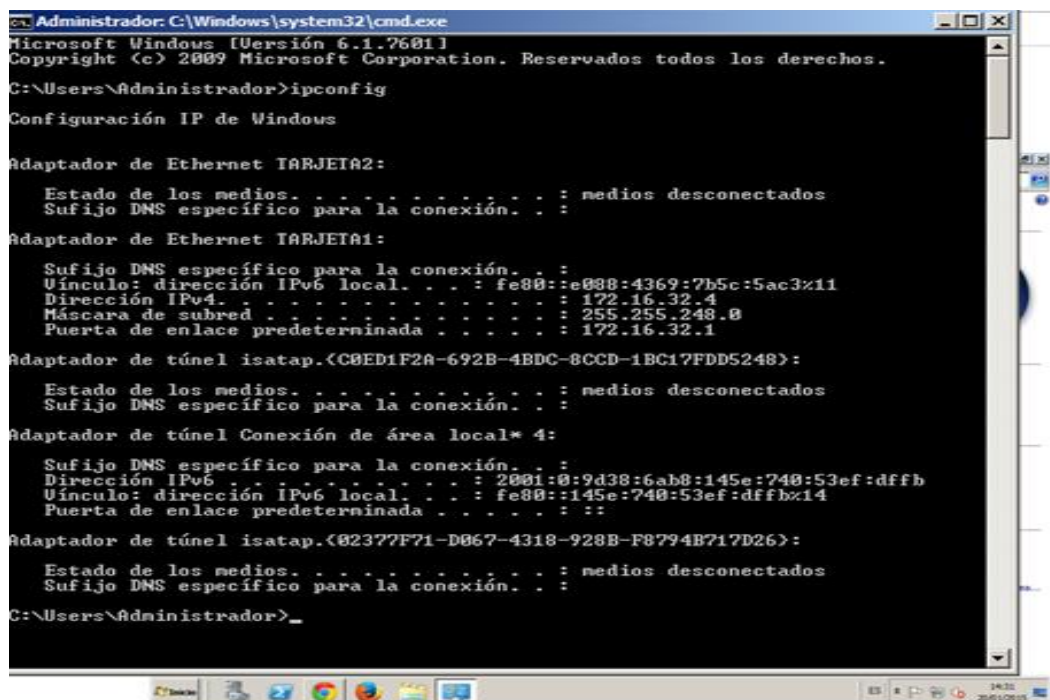 Administrador: C:\Windows\system32\cmd.exe
Microsoft Windows [Versión 6.1.7601]
Copyright (c) 2009 Microsoft Corporation. Reservados todos los derechos.
C:\Users\Administrador>ipconfig
Configuración IP de Windows
Adaptador de Ethernet TARJETA2:
Estado de los medios. . . . . . . . . . . : medios desconectados
Sufijo DNS específico para la conexión. . :
Adaptador de Ethernet TARJETA1:
Sufijo DNS específico para la conexión. . :
Vínculo: dirección IPv6 local. . . : fe80::e088:4369:7b5c:5ac3%11
Dirección IPv4. . . . . . . . . . . . . . : 172.16.32.4
Máscara de subred . . . . . . . . . . . . : 255.255.248.0
Puerta de enlace predeterminada . . . . . : 172.16.32.1
Adaptador de túnel isatap.{C0ED1F2A-692B-4BDC-8CCD-1BC17FDD5248}:
Estado de los medios. . . . . . . . . . . : medios desconectados
Sufijo DNS específico para la conexión. . :
Adaptador de túnel Conexión de área local* 4:
Sufijo DNS específico para la conexión. . :
Dirección IPv6 . . . . . . . . . . : 2001:0:9d38:6ab8:145e:740:53ef:dffb
Vínculo: dirección IPv6 local. . . : fe80::145e:740:53ef:dffb%14
Puerta de enlace predeterminada . . . . . : ::
Adaptador de túnel isatap.{02377F71-D067-4318-928B-F8794B717D26}:
Estado de los medios. . . . . . . . . . . : medios desconectados
Sufijo DNS específico para la conexión. . :
C:\Users\Administrador>_
Inicio
ES
14:31